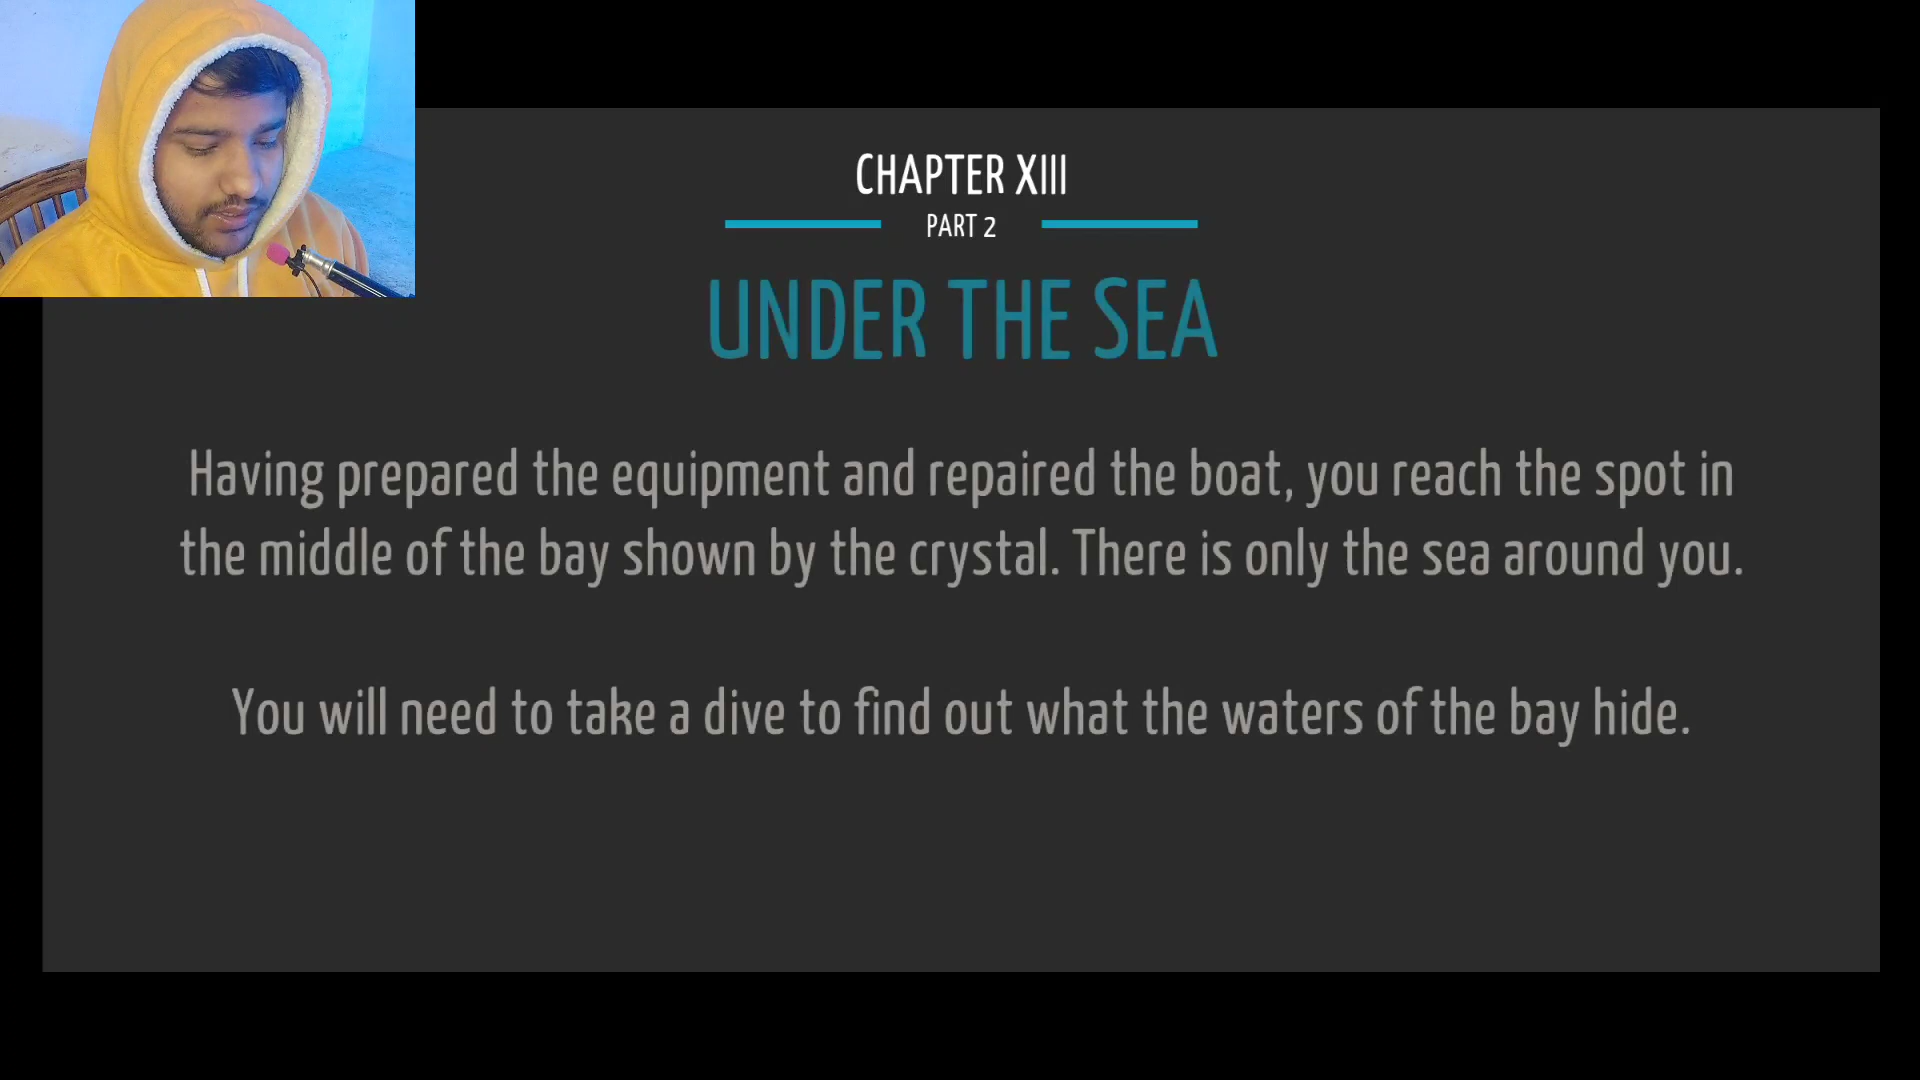 CHAPTER XIII
PART 2
UNDER THE SEA
Having prepared the equipment and repaired the boat, you reach the spot in
the middle of the bay shown by the crystal. There is only the sea around you.
You will need to take a dive to find out what the waters of the bay hide.